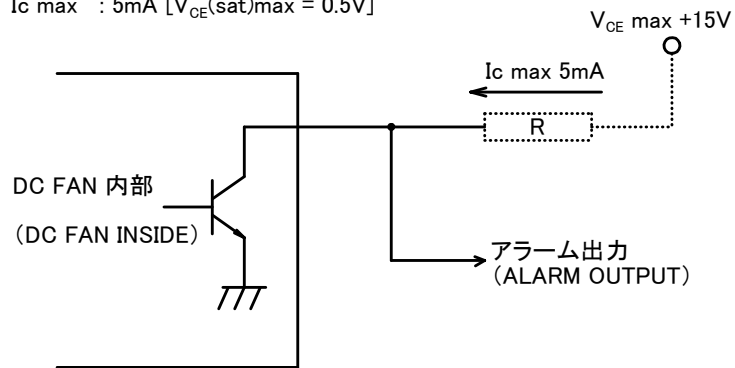 Ic max : 5mA [VCE(sat)max = 0.5V]
VCE max +15V
Ic max 5mA
R
DC FAN 内部
(DC FAN INSIDE)
アラーム出力
(ALARM OUTPUT)